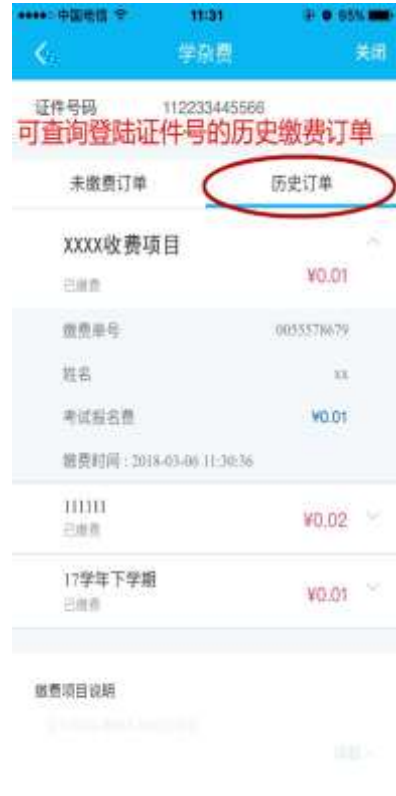 中国电信 11:31 95%
学杂费 关闭
证件号码 112233445566
可查询登陆证件号的历史缴费订单
未缴费订单 历史订单
XXXX收费项目
已缴费 ¥0.01
缴费单号 0055578679
姓名 xx
考试报名费 ¥0.01
缴费时间：2018-03-06 11:30:36
111111
已缴费 ¥0.02
17学年下学期
已缴费 ¥0.01
缴费项目说明